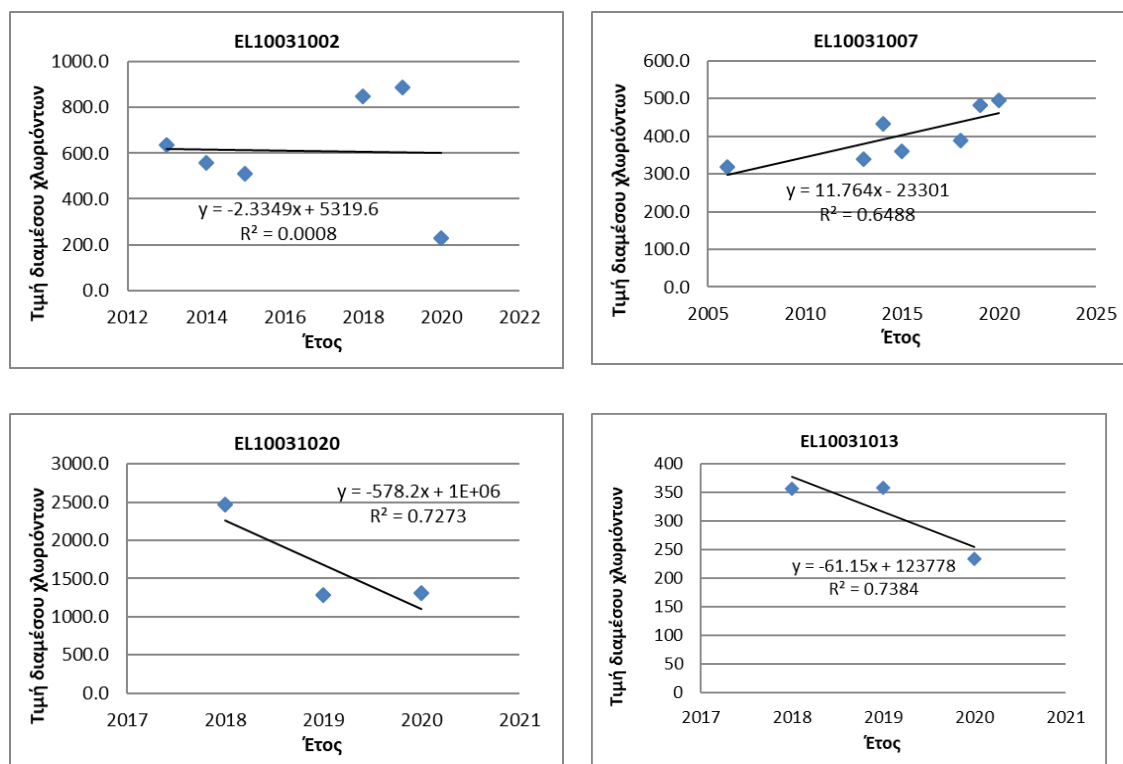 EL10031002
Τιμή διαμέσου χλωριόντων
1000.0
800.0
600.0
400.0
200.0
0.0
y = -2.3349x + 5319.6
R² = 0.0008
2012 2014 2016 2018 2020 2022
Έτος
EL10031007
Τιμή διαμέσου χλωριόντων
600.0
500.0
400.0
300.0
200.0
100.0
0.0
y = 11.764x - 23301
R² = 0.6488
2005 2010 2015 2020 2025
Έτος
EL10031020
Τιμή διαμέσου χλωριόντων
3000.0
2500.0
2000.0
1500.0
1000.0
500.0
0.0
y = -578.2x + 1E+06
R² = 0.7273
2017 2018 2019 2020 2021
Έτος
EL10031013
Τιμή διαμέσου χλωριόντων
400
350
300
250
200
150
100
50
0
y = -61.15x + 123778
R² = 0.7384
2017 2018 2019 2020 2021
Έτος